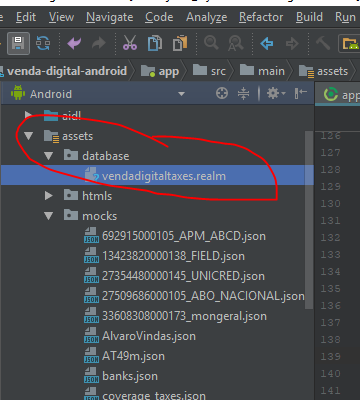 Edit View Navigate Code Analyze Refactor Build Run
venda-digital-android app src main assets
Android app
aidl
assets
database
vendadigitaltaxes.realm
htmls
mocks
692915000105_APM_ABCD.json
13423820000138_FIELD.json
27354480000145_UNICRED.json
27509686000105_ABO_NACIONAL.json
33608308000173_mongeral.json
AlvaroVindas.json
AT49m.json
banks.json
coverage_taxes.json
126
127
128
129
130
131
132
133
134
135
136
137
138
139
140
141